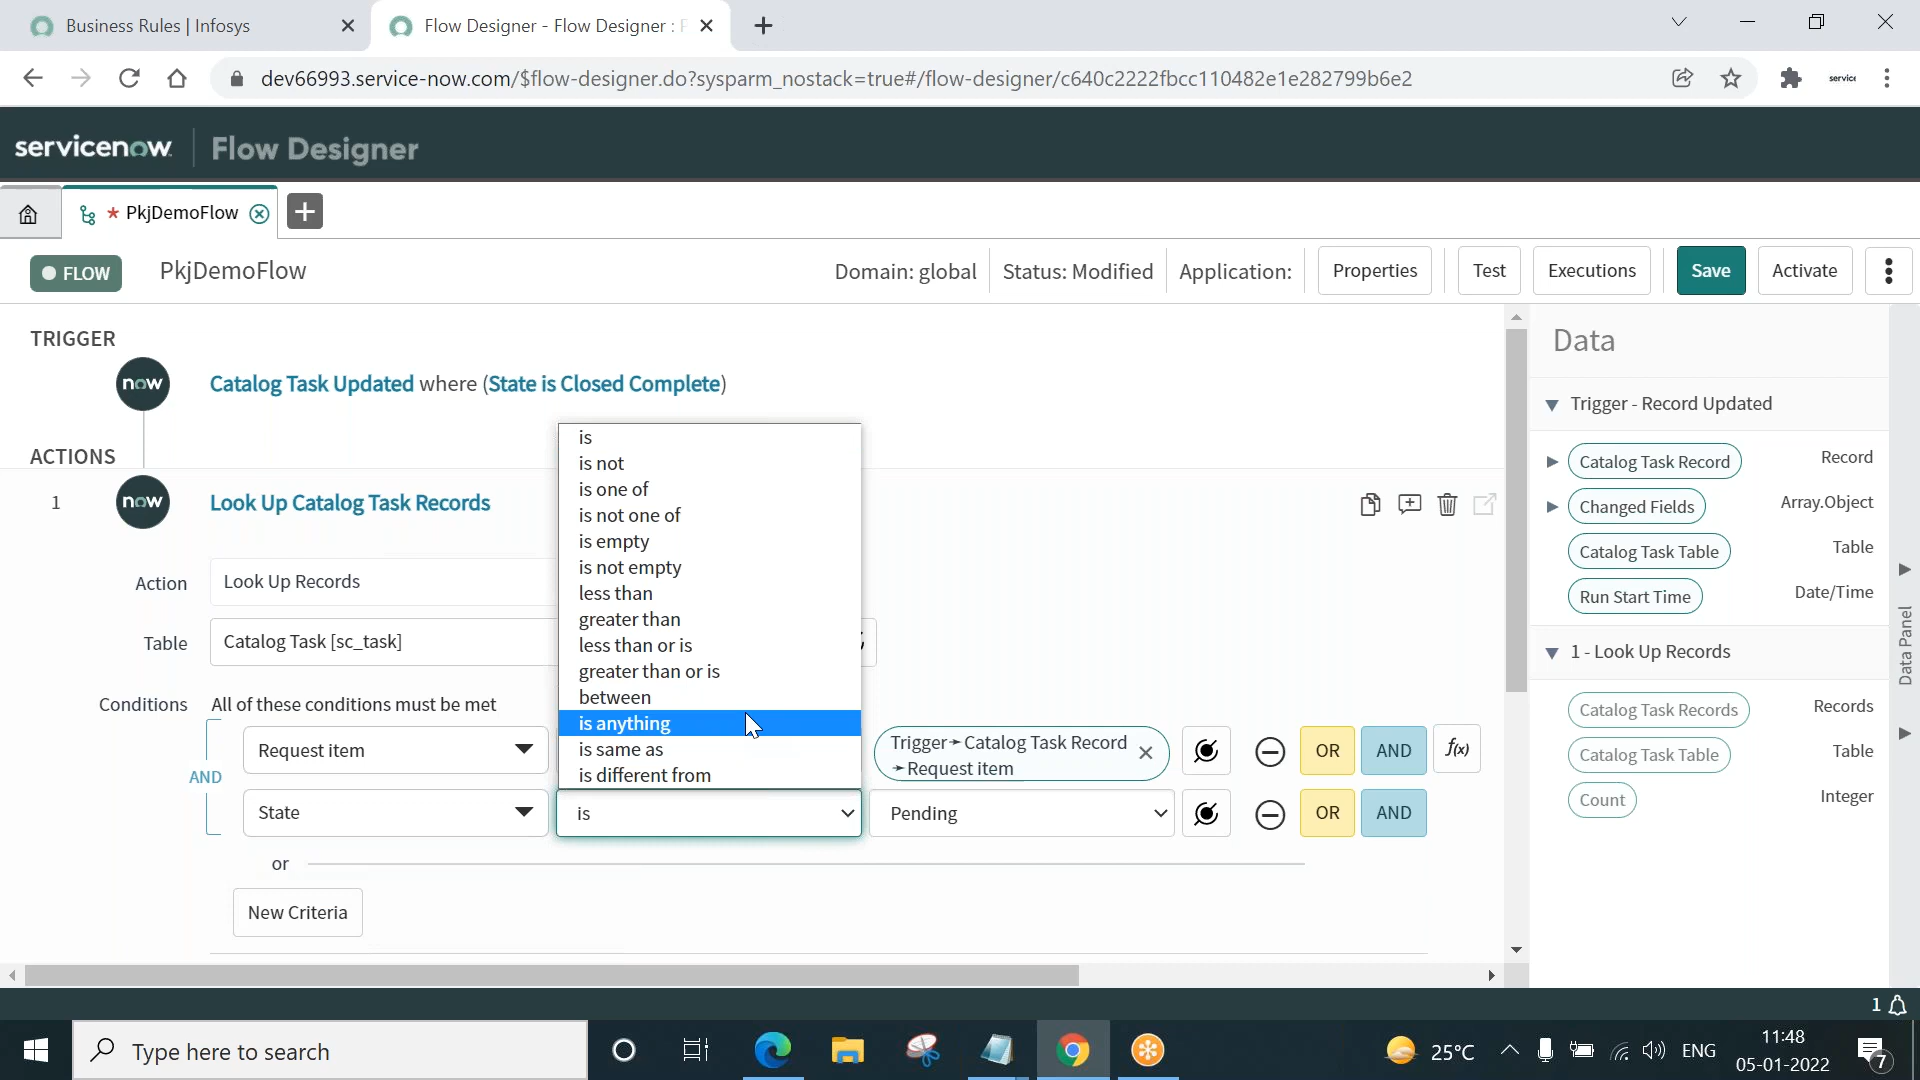 Business Rules | Infosys
Flow Designer - Flow Designer :
dev66993.service-now.com/$flow-designer.do?sysparm_nostack=true#/flow-designer/c640c2222fbcc110482e1e282799b6e2
servicenow Flow Designer
* PkjDemoFlow
FLOW PkjDemoFlow Domain: global Status: Modified Application: Properties Test Executions Save Activate
TRIGGER
now Catalog Task Updated where (State is Closed Complete)
ACTIONS
1 now Look Up Catalog Task Records
Action Look Up Records
Table Catalog Task [sc_task]
Conditions All of these conditions must be met
AND
Request item
Trigger➛Catalog Task Record
➛Request item
OR AND f(x)
State is Pending OR AND
or
New Criteria
is
is not
is one of
is not one of
is empty
is not empty
less than
greater than
less than or is
greater than or is
between
is anything
is same as
is different from
Data
Trigger - Record Updated
Catalog Task Record Record
Changed Fields Array.Object
Catalog Task Table Table
Run Start Time Date/Time
1 - Look Up Records
Catalog Task Records Records
Catalog Task Table Table
Count Integer
Data Panel
1
Type here to search
25°C ENG
11:48
05-01-2022
7